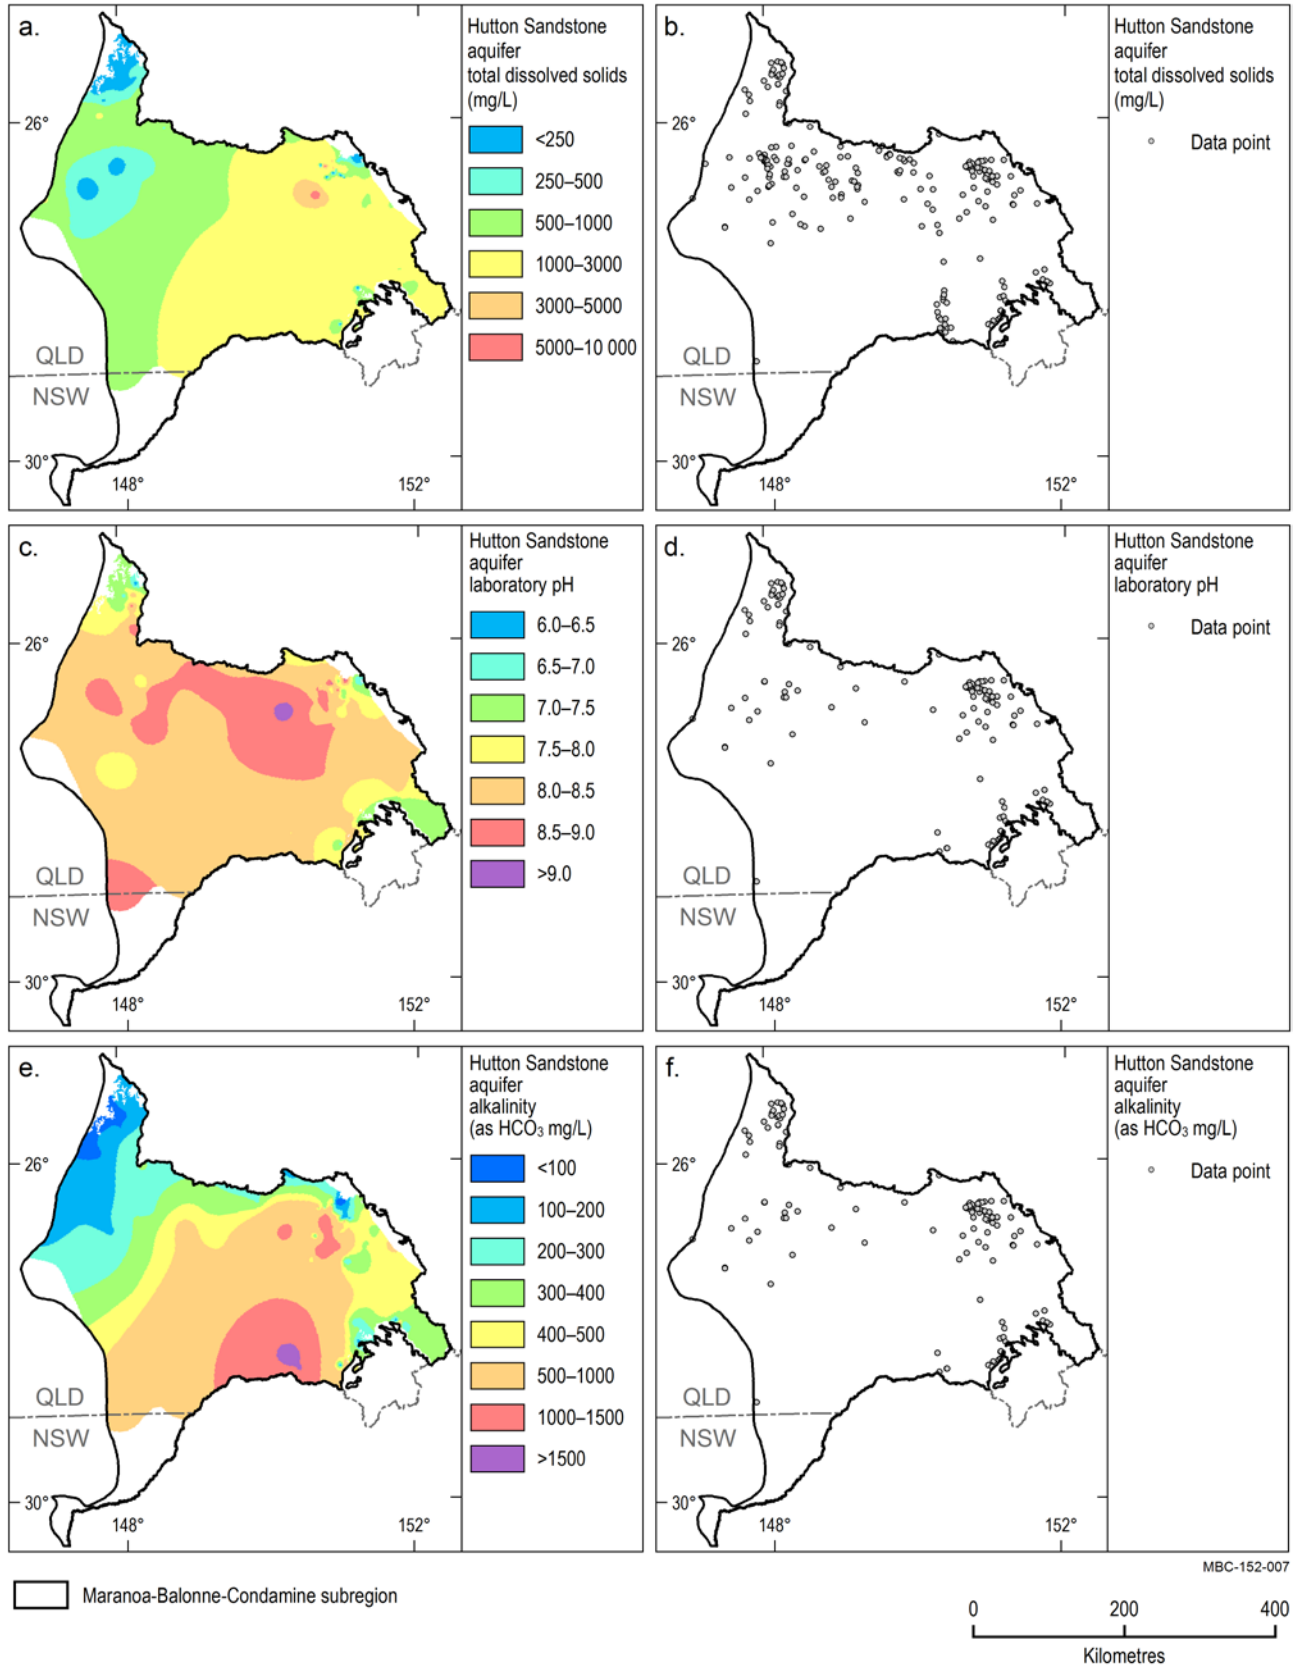 a.
Hutton Sandstone
aquifer
total dissolved solids
(mg/L)
<250
250–500
500–1000
1000–3000
3000–5000
5000–10 000
26°
QLD
NSW
30°
148°
152°
b.
Hutton Sandstone
aquifer
total dissolved solids
(mg/L)
Data point
26°
QLD
NSW
30°
148°
152°
c.
Hutton Sandstone
aquifer
laboratory pH
6.0–6.5
6.5–7.0
7.0–7.5
7.5–8.0
8.0–8.5
8.5–9.0
>9.0
26°
QLD
NSW
30°
148°
152°
d.
Hutton Sandstone
aquifer
laboratory pH
Data point
26°
QLD
NSW
30°
148°
152°
e.
Hutton Sandstone
aquifer
alkalinity
(as HCO₃ mg/L)
<100
100–200
200–300
300–400
400–500
500–1000
1000–1500
>1500
26°
QLD
NSW
30°
148°
152°
f.
Hutton Sandstone
aquifer
alkalinity
(as HCO₃ mg/L)
Data point
26°
QLD
NSW
30°
148°
152°
MBC-152-007
Maranoa-Balonne-Condamine subregion
0 200 400
Kilometres